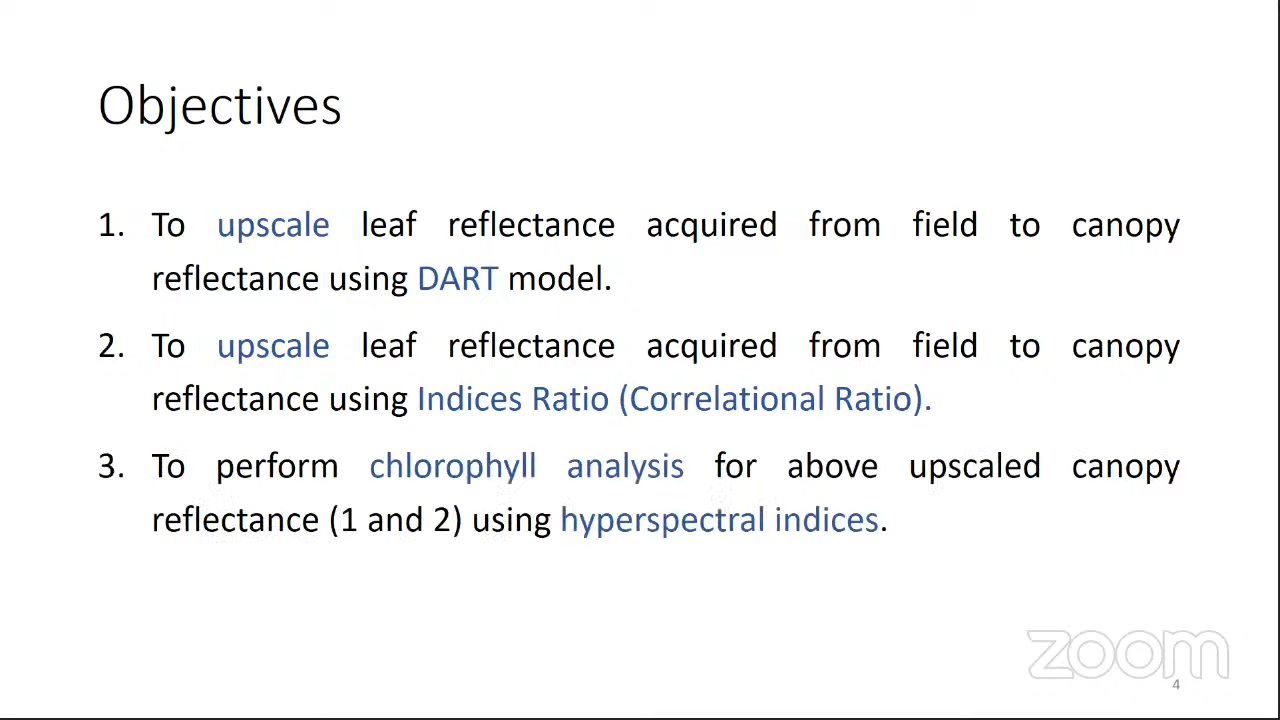 Objectives
1. To upscale leaf reflectance acquired from field to canopy
reflectance using DART model.
2. To upscale leaf reflectance acquired from field to canopy
reflectance using Indices Ratio (Correlational Ratio).
3. To perform chlorophyll analysis for above upscaled canopy
reflectance (1 and 2) using hyperspectral indices.
zoom
4